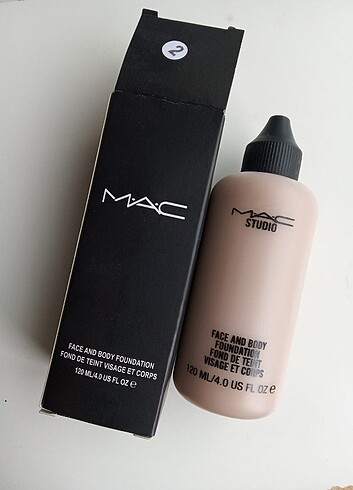 2
M·A·C
FACE AND BODY FOUNDATION
FOND DE TEINT VISAGE ET CORPS
120 ML/4.0 US FL OZ ℮
M·A·C
STUDIO
FACE AND BODY
FOUNDATION
FOND DE TEINT
VISAGE ET CORPS
120 ML/4.0 US FL OZ ℮